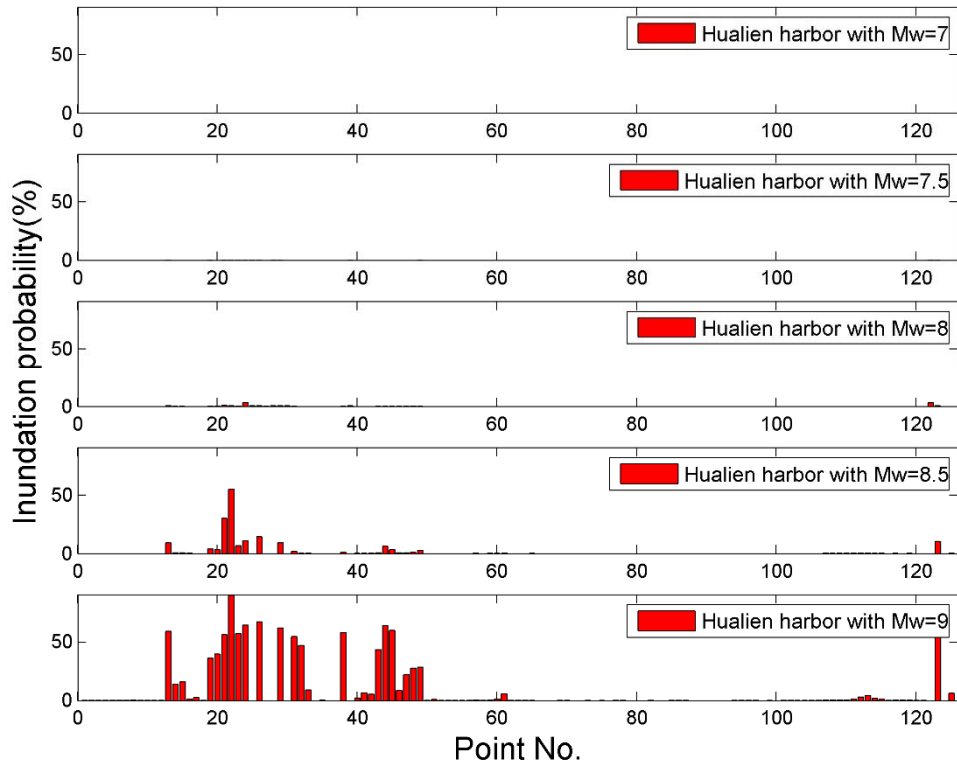 Inundation probability(%)
Hualien harbor with Mw=7
50
0
0 20 40 60 80 100 120
Hualien harbor with Mw=7.5
50
0
0 20 40 60 80 100 120
Hualien harbor with Mw=8
50
0
0 20 40 60 80 100 120
Hualien harbor with Mw=8.5
50
0
0 20 40 60 80 100 120
Hualien harbor with Mw=9
50
0
0 20 40 60 80 100 120
Point No.